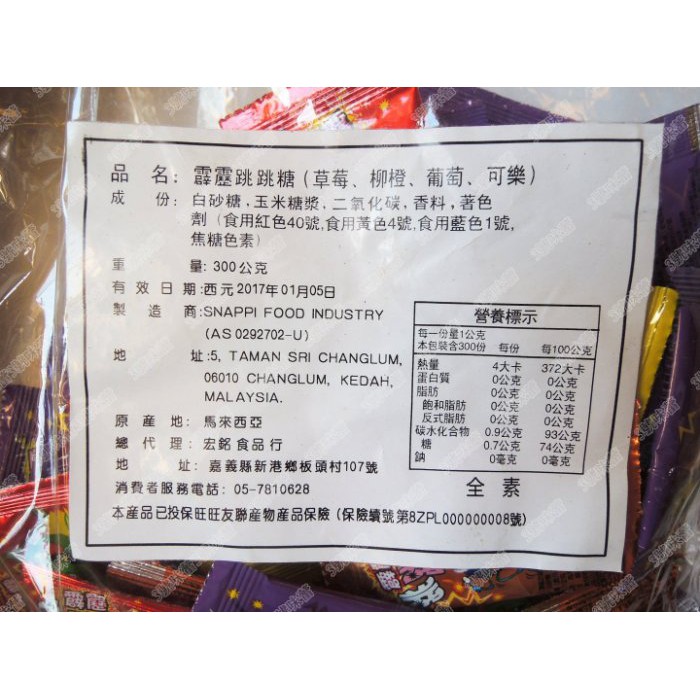 品 名: 霹靂跳跳糖(草莓、柳橙、葡萄、可樂)
成 份: 白砂糖,玉米糖漿,二氧化碳,香料,著色
劑(食用紅色40號,食用黃色4號,食用藍色1號,
焦糖色素)
重 量: 300公克
有效日期:西元2017年01月05日
製造商:SNAPPI FOOD INDUSTRY
(AS 0292702-U)
地 址:5, TAMAN SRI CHANGLUM,
06010 CHANGLUM, KEDAH,
MALAYSIA.
原產地: 馬來西亞
總代理: 宏銘食品行
地 址: 嘉義縣新港鄉板頭村107號
消費者服務電話: 05-7810628
本產品已投保旺旺友聯產物產品保險(保險續號第8ZPL000000008號)
營養標示
每一份量1公克
本包裝含300份 每份 每100公克
熱量 4大卡 372大卡
蛋白質 0公克 0公克
脂肪 0公克 0公克
飽和脂肪 0公克 0公克
反式脂肪 0公克 0公克
碳水化合物 0.9公克 93公克
糖 0.7公克 74公克
鈉 0毫克 0毫克
全素
霹靂